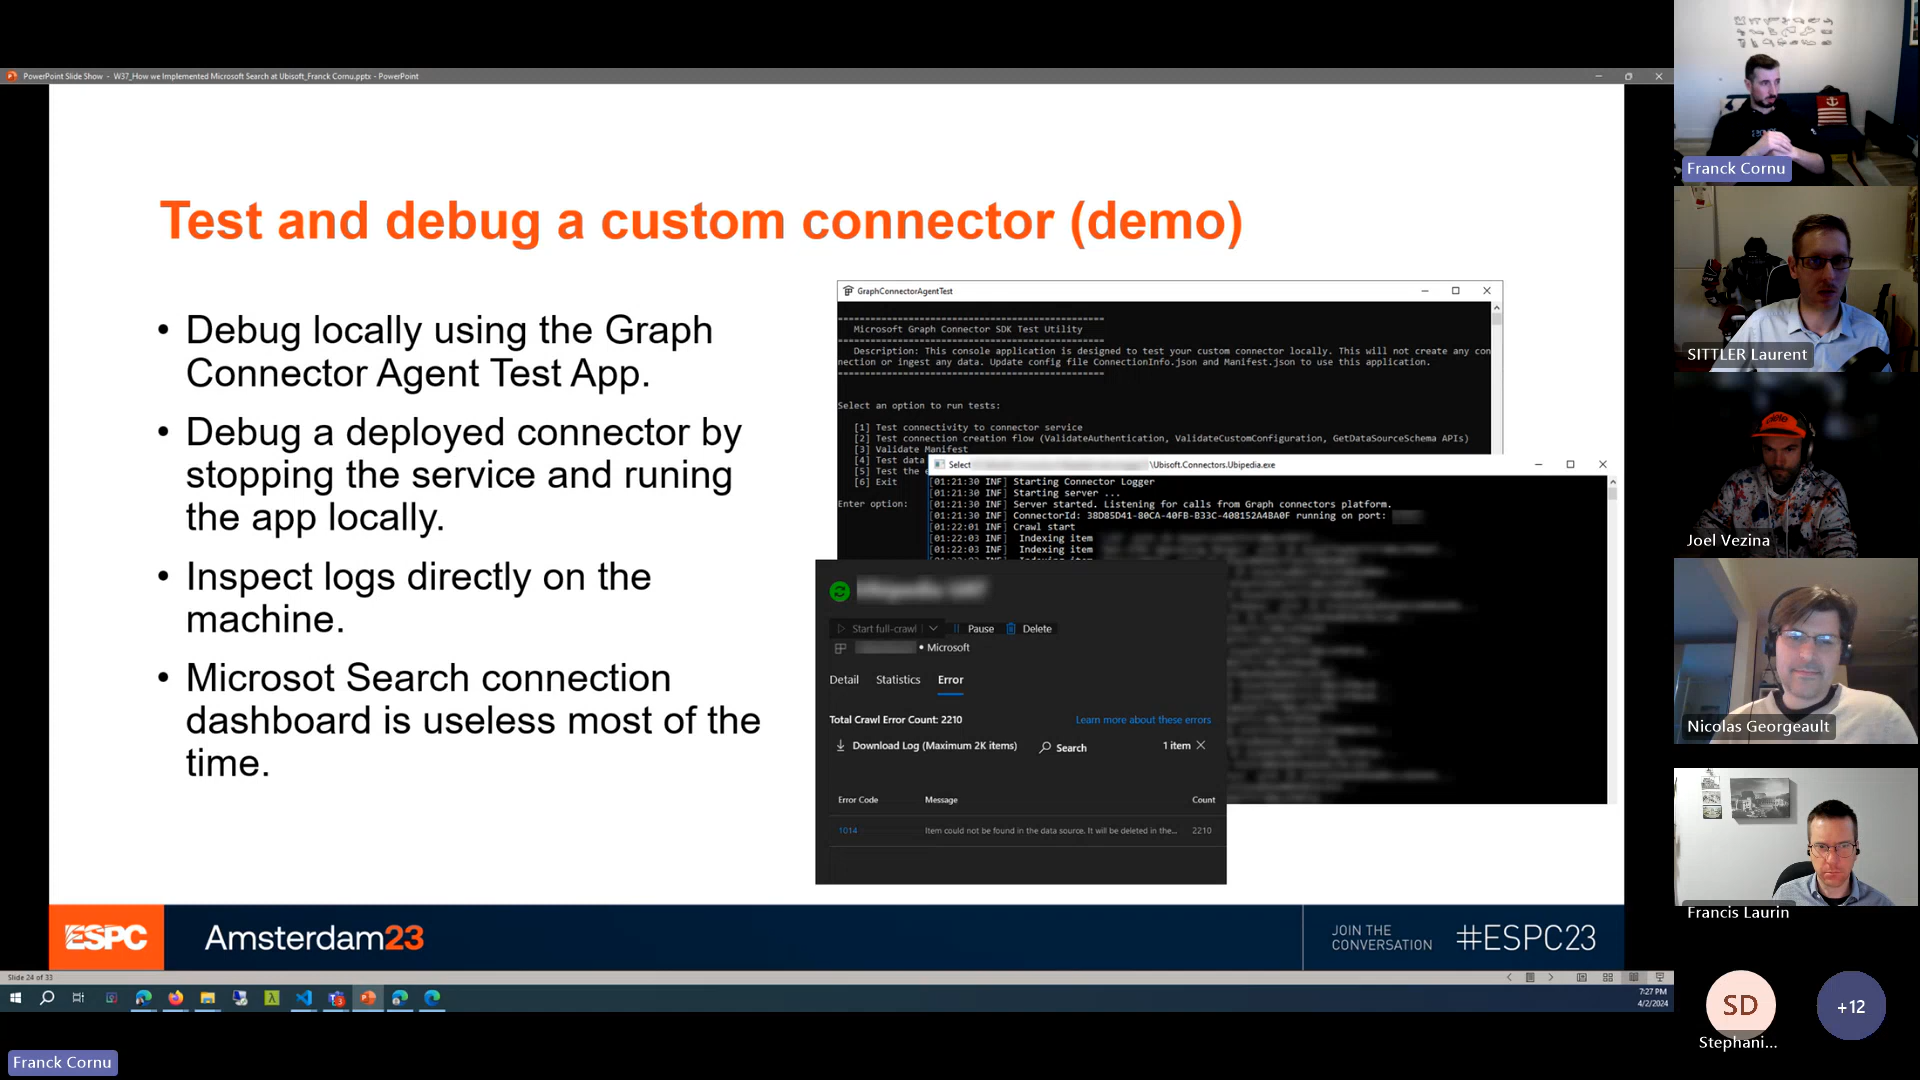 PowerPoint Slide Show - W37_How we Implemented Microsoft Search at Ubisoft_Franck Cornu.pptx - PowerPoint
Test and debug a custom connector (demo)
• Debug locally using the Graph
Connector Agent Test App.
• Debug a deployed connector by
stopping the service and runing
the app locally.
• Inspect logs directly on the
machine.
• Microsot Search connection
dashboard is useless most of the
time.
GraphConnectorAgentTest
Microsoft Graph Connector SDK Test Utility
Description: This console application is designed to test your custom connector locally. This will not create any con
nection or ingest any data. Update config file ConnectionInfo.json and Manifest.json to use this application.
Select an option to run tests:
[1] Test connectivity to connector service
[2] Test connection creation flow (ValidateAuthentication, ValidateCustomConfiguration, GetDataSourceSchema APIs)
[3] Validate Manifest
[4] Test data
[5] Test the
[6] Exit
Enter option:
Select \Ubisoft.Connectors.Ubipedia.exe
[01:21:30 INF] Starting Connector Logger
[01:21:30 INF] Starting server ...
[01:21:30 INF] Server started. Listening for calls from Graph connectors platform.
[01:21:30 INF] ConnectorId: 38D85D41-80CA-40FB-B33C-408152A4BA0F running on port:
[01:22:01 INF] Crawl start
[01:22:03 INF] Indexing item
[01:22:03 INF] Indexing item
Start full-crawl Pause Delete
• Microsoft
Detail Statistics Error
Total Crawl Error Count: 2210 Learn more about these errors
Download Log (Maximum 2K items) Search 1 item
Error Code Message Count
1014 Item could not be found in the data source. It will be deleted in the... 2210
ESPC Amsterdam23 JOIN THE
CONVERSATION #ESPC23
Slide 24 of 33
7:27 PM
4/2/2024
Franck Cornu
Franck Cornu
SITTLER Laurent
Joel Vezina
Nicolas Georgeault
Francis Laurin
SD +12
Stephani...